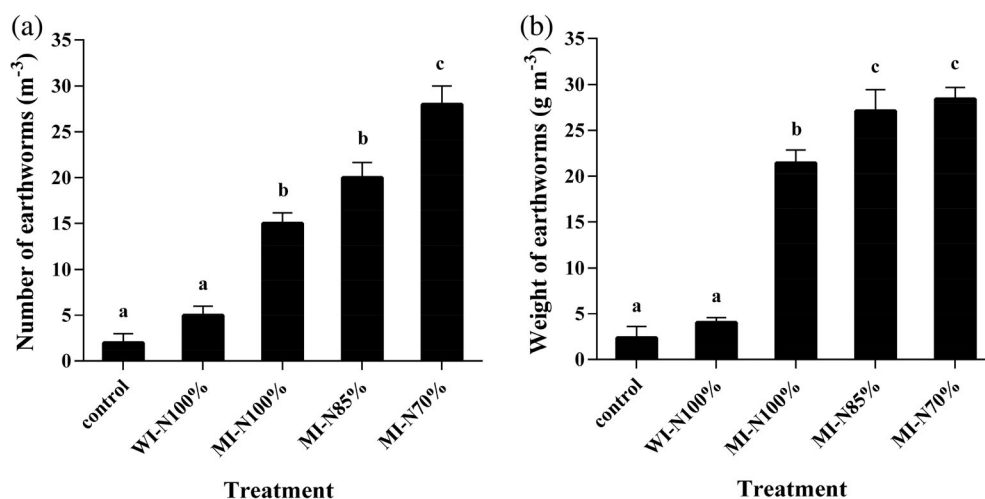 (a)
Number of earthworms (m⁻³)
35
30
25
20
15
10
5
0
a
a
b
b
c
control
WI-N100%
MI-N100%
MI-N85%
MI-N70%
Treatment
(b)
Weight of earthworms (g m⁻³)
35
30
25
20
15
10
5
0
a
a
b
c
c
control
WI-N100%
MI-N100%
MI-N85%
MI-N70%
Treatment